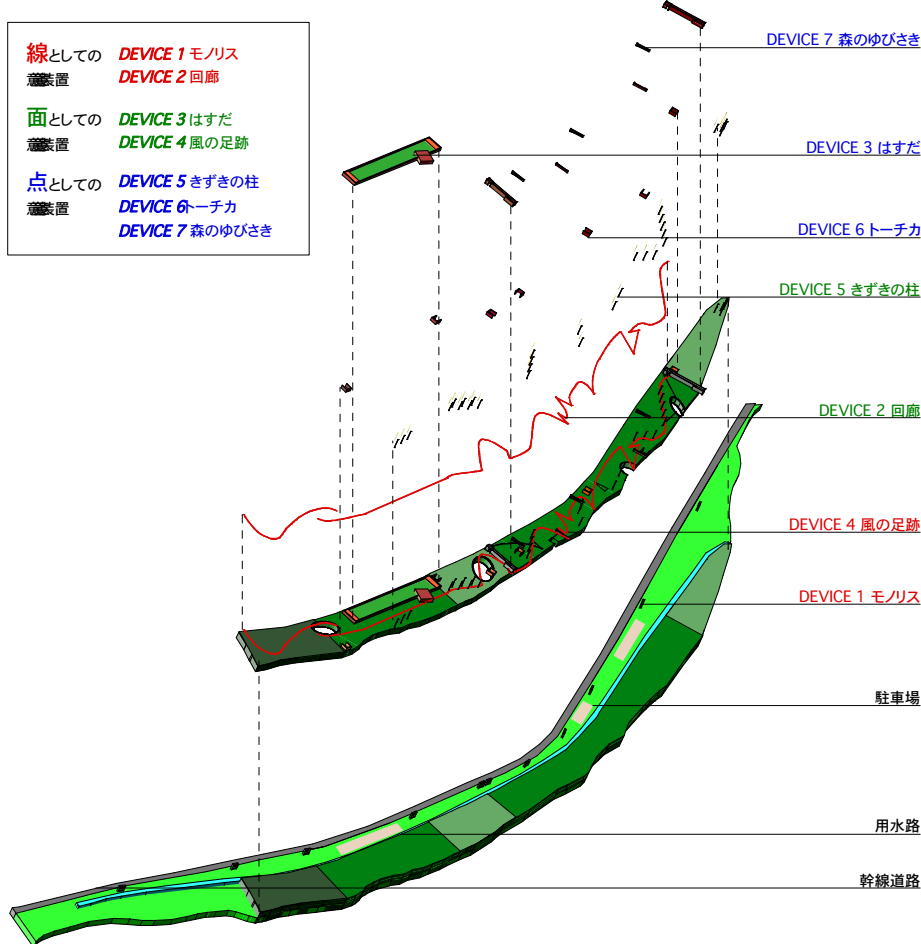 線としての DEVICE 1 モノリス
装置 DEVICE 2 回廊
面としての DEVICE 3 はすだ
装置 DEVICE 4 風の足跡
点としての DEVICE 5 きずきの柱
装置 DEVICE 6トーチカ
DEVICE 7 森のゆびさき
DEVICE 7 森のゆびさき
DEVICE 3 はすだ
DEVICE 6 トーチカ
DEVICE 5 きずきの柱
DEVICE 2 回廊
DEVICE 4 風の足跡
DEVICE 1 モノリス
駐車場
用水路
幹線道路